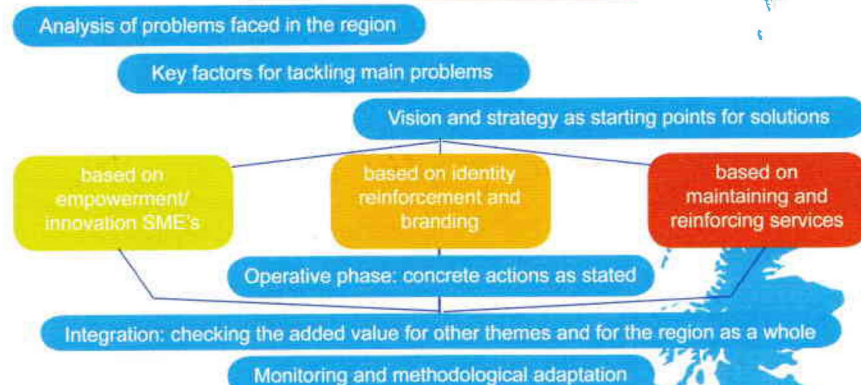 Analysis of problems faced in the region
Key factors for tackling main problems
Vision and strategy as starting points for solutions
based on
empowerment/
innovation SME's
based on identity
reinforcement and
branding
based on
maintaining and
reinforcing services
Operative phase: concrete actions as stated
Integration: checking the added value for other themes and for the region as a whole
Monitoring and methodological adaptation